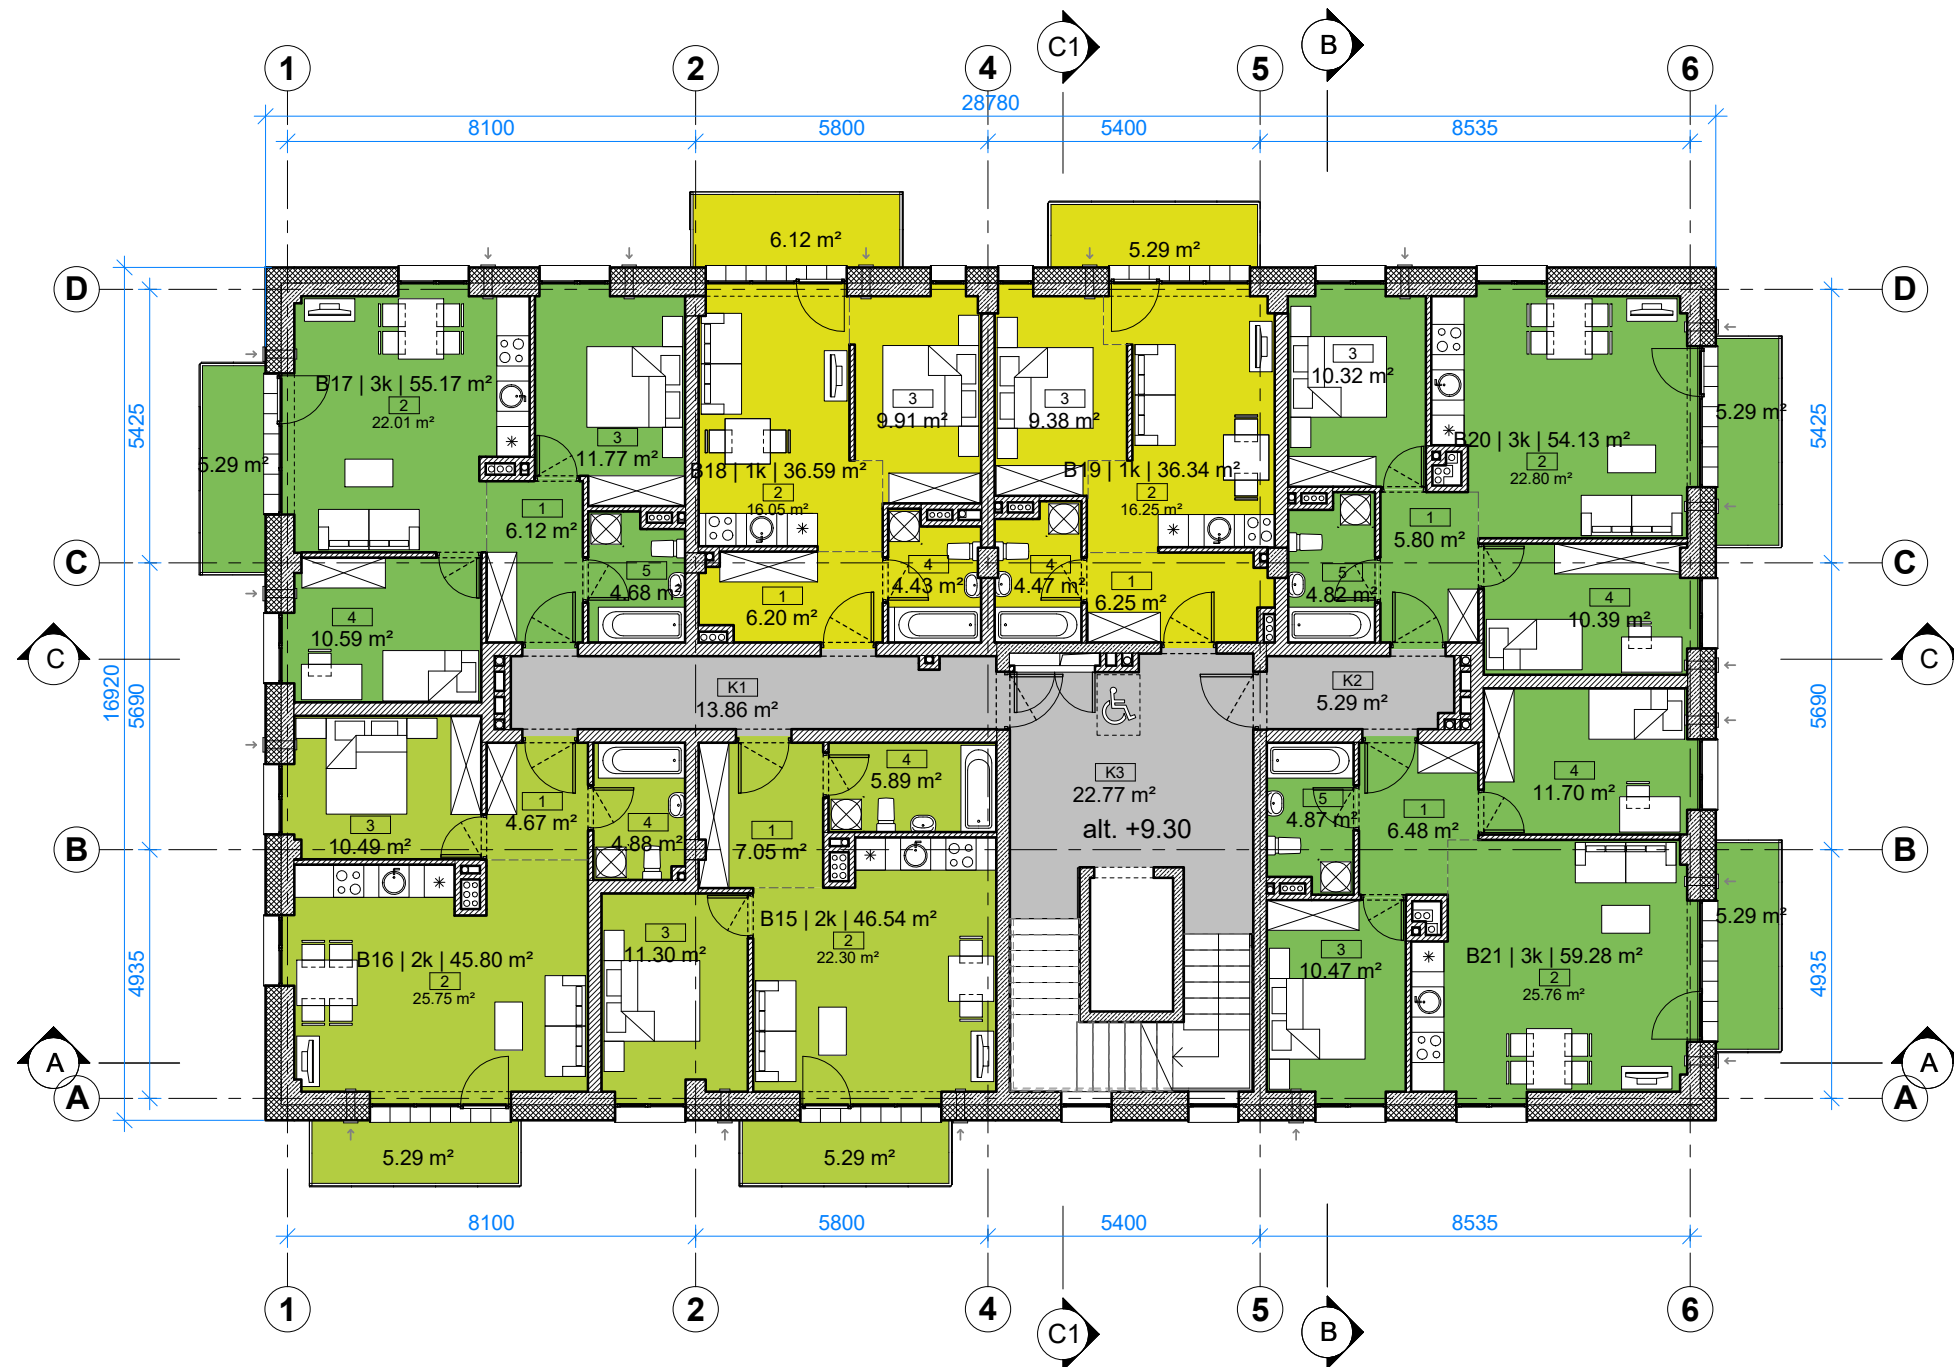 C1
B
1
2
4
5
6
28780
8100
5800
5400
8535
6.12 m²
5.29 m²
D
D
B17 | 3k | 55.17 m²
2
22.01 m²
3
11.77 m²
B18 | 1k | 36.59 m²
2
16.05 m²
3
9.91 m²
3
9.38 m²
B19 | 1k | 36.34 m²
2
16.25 m²
3
10.32 m²
B20 | 3k | 54.13 m²
2
22.80 m²
5.29 m²
5.29 m²
5425
5425
1
6.12 m²
5
4.68 m²
1
6.20 m²
4
4.43 m²
4
4.47 m²
1
6.25 m²
5
4.82 m²
1
5.80 m²
C
C
4
10.59 m²
4
10.39 m²
C
C
16920
5690
5690
K1
13.86 m²
K2
5.29 m²
K3
22.77 m²
alt. +9.30
3
10.49 m²
1
4.67 m²
4
4.88 m²
1
7.05 m²
4
5.89 m²
5
4.87 m²
1
6.48 m²
4
11.70 m²
B
B
B16 | 2k | 45.80 m²
2
25.75 m²
3
11.30 m²
B15 | 2k | 46.54 m²
2
22.30 m²
3
10.47 m²
B21 | 3k | 59.28 m²
2
25.76 m²
5.29 m²
4935
4935
A
A
A
A
5.29 m²
5.29 m²
8100
5800
5400
8535
1
2
4
5
6
C1
B